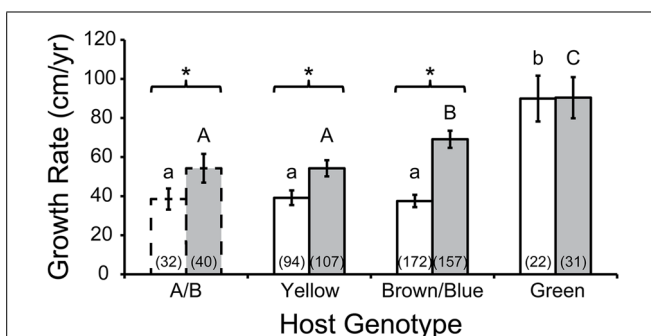 Growth Rate (cm/yr)
120
100
80
60
40
20
0
* * *
a A a A a B b C
(32) (40) (94) (107) (172) (157) (22) (31)
A/B Yellow Brown/Blue Green
Host Genotype